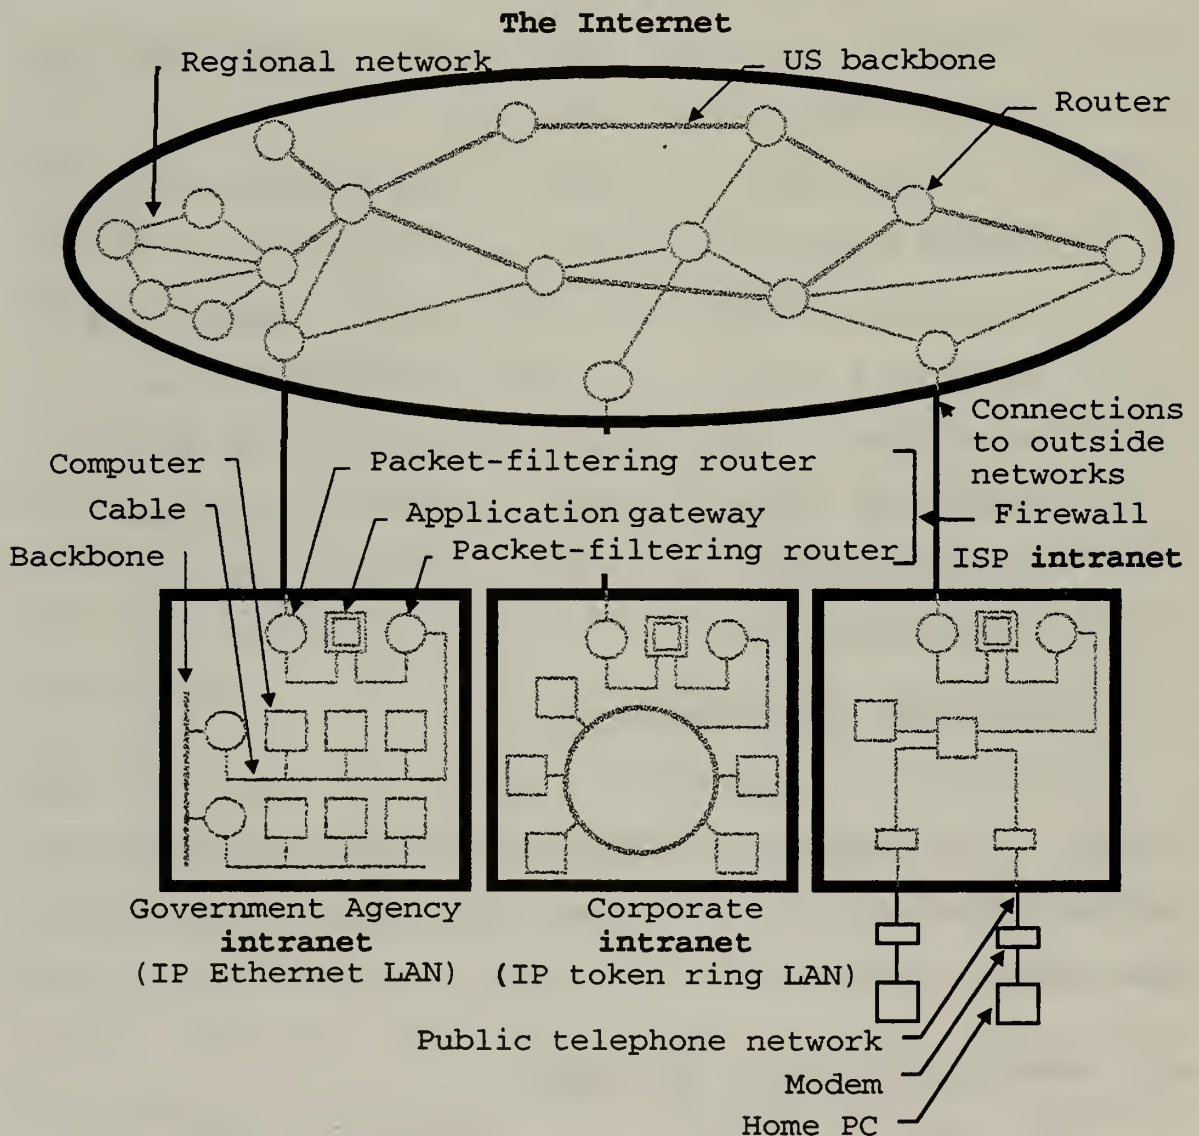 The Internet
Regional network
US backbone
Router
Connections
to outside
networks
Computer
Packet-filtering router
Cable
Application gateway
Firewall
Backbone
Packet-filtering router
ISP intranet
Government Agency
intranet
(IP Ethernet LAN)
Corporate
intranet
(IP token ring LAN)
Public telephone network
Modem
Home PC